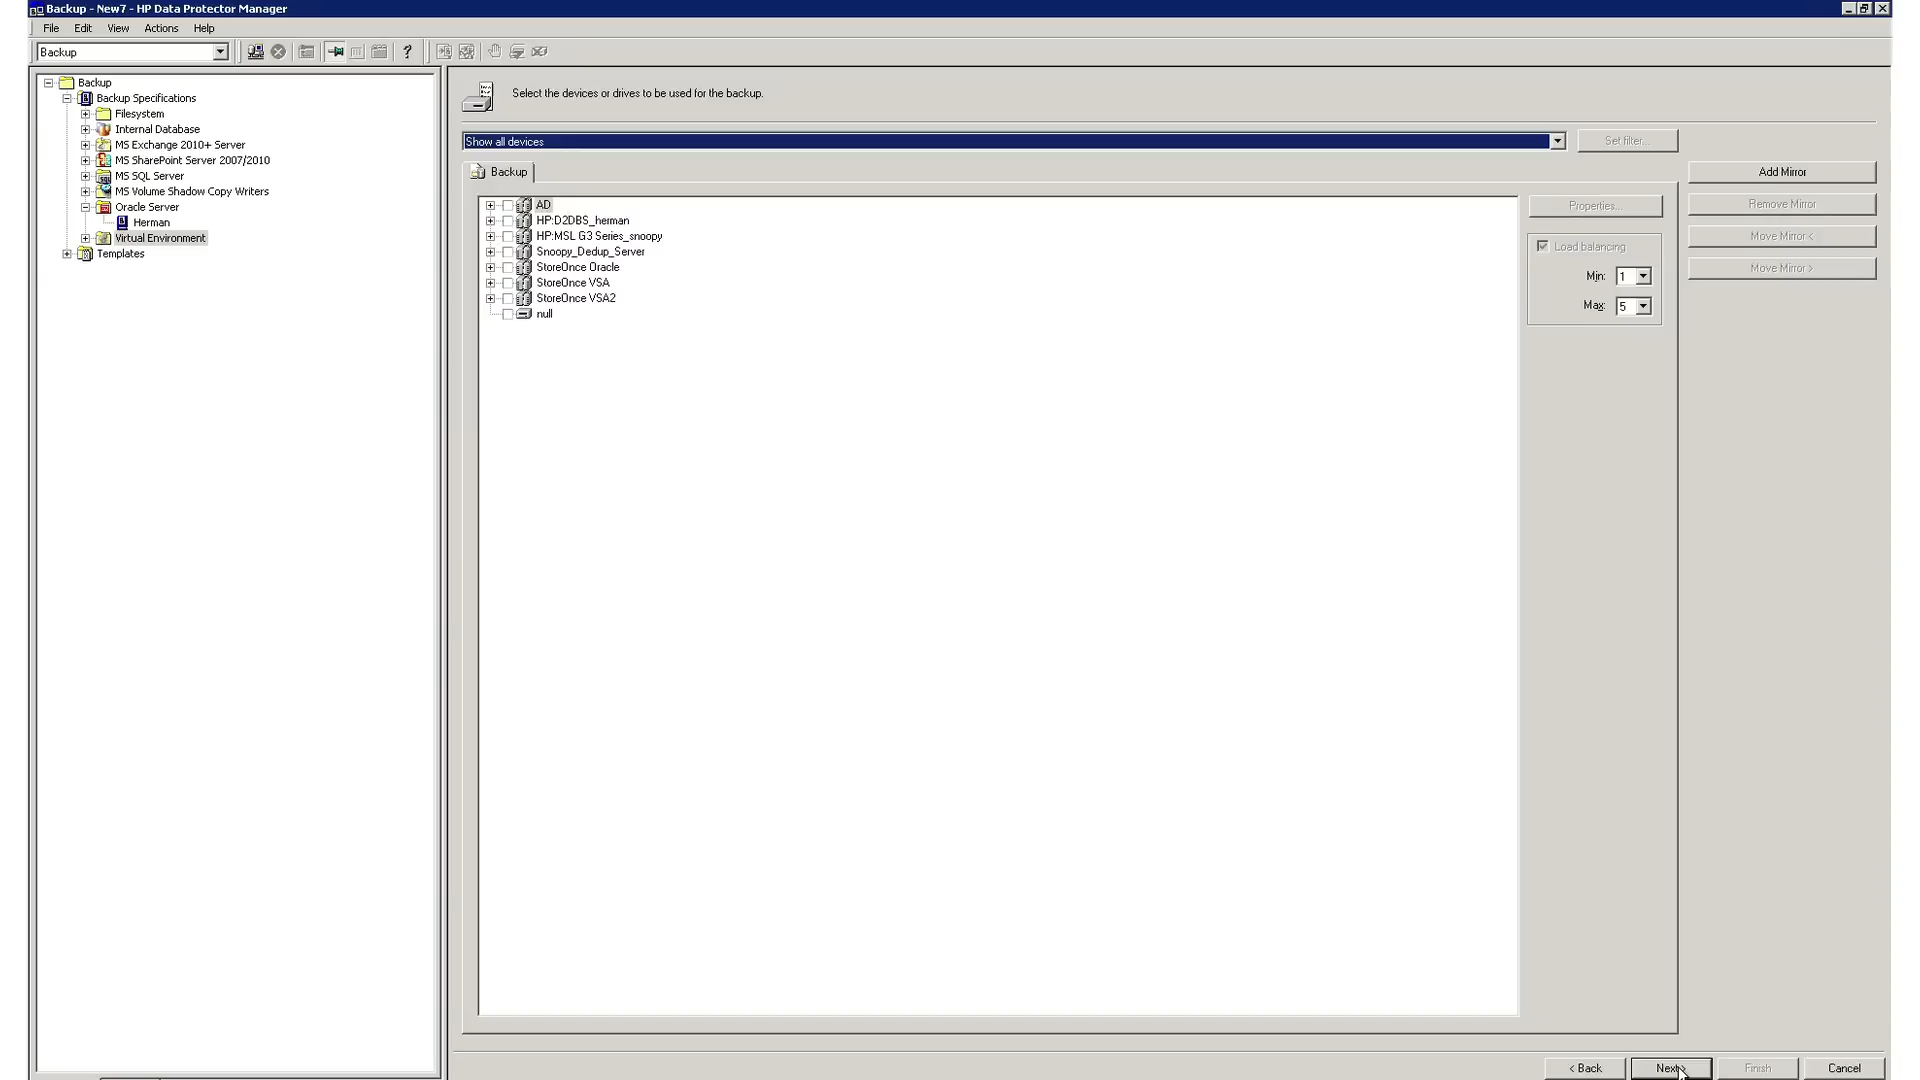 Backup - New7 - HP Data Protector Manager
File Edit View Actions Help
Backup
Backup
Backup Specifications
Filesystem
Internal Database
MS Exchange 2010+ Server
MS SharePoint Server 2007/2010
MS SQL Server
MS Volume Shadow Copy Writers
Oracle Server
Herman
Virtual Environment
Templates
Select the devices or drives to be used for the backup.
Show all devices
Set filter...
Backup
AD
HP:D2DBS_herman
HP:MSL G3 Series_snoopy
Snoopy_Dedup_Server
StoreOnce Oracle
StoreOnce VSA
StoreOnce VSA2
null
Properties...
Load balancing
Min: 1
Max: 5
Add Mirror
Remove Mirror
Move Mirror <
Move Mirror >
< Back Next > Finish Cancel